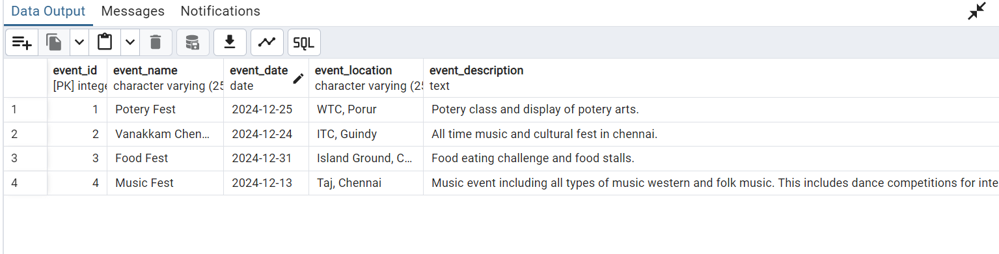 Data Output Messages Notifications
SQL
event_id event_name event_date event_location event_description
[PK] intege character varying (25 date character varying (25 text
1 1 Potery Fest 2024-12-25 WTC, Porur Potery class and display of potery arts.
2 2 Vanakkam Chen... 2024-12-24 ITC, Guindy All time music and cultural fest in chennai.
3 3 Food Fest 2024-12-31 Island Ground, C... Food eating challenge and food stalls.
4 4 Music Fest 2024-12-13 Taj, Chennai Music event including all types of music western and folk music. This includes dance competitions for inte